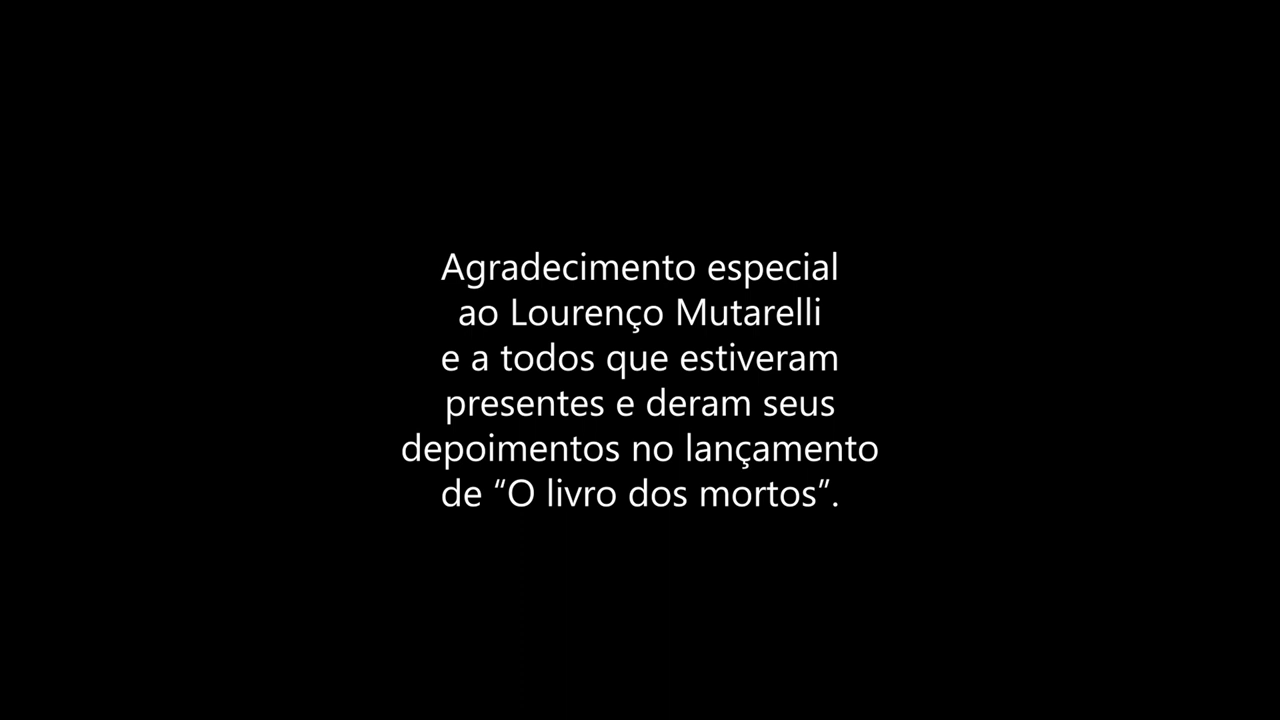 Agradecimento especial
ao Lourenço Mutarelli
e a todos que estiveram
presentes e deram seus
depoimentos no lançamento
de “O livro dos mortos”.